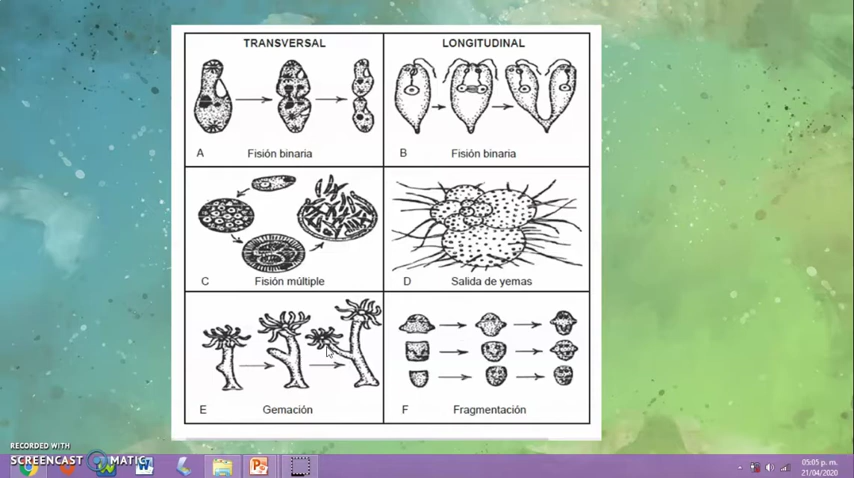 TRANSVERSAL
LONGITUDINAL
A Fisión binaria
B Fisión binaria
C Fisión múltiple
D Salida de yemas
E Gemación
F Fragmentación
RECORDED WITH
SCREENCAST MATIC
05:05 p. m.
21/04/2020